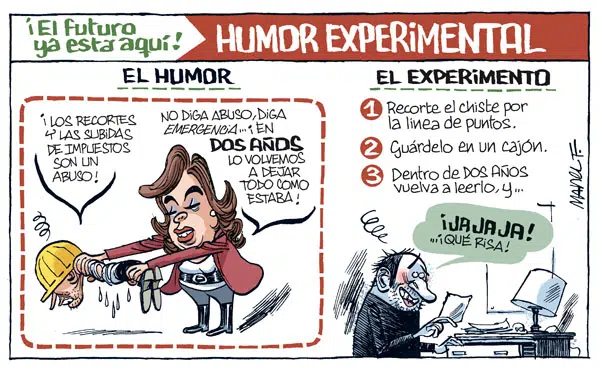 ¡El futuro
ya está aquí!
HUMOR EXPERIMENTAL
EL HUMOR
¡LOS RECORTES
Y LAS SUBIDAS
DE IMPUESTOS
SON UN
ABUSO!
NO DIGA ABUSO, DIGA
EMERGENCIA...¡EN
DOS AÑOS
LO VOLVEMOS
A DEJAR
TODO COMO
ESTABA!
EL EXPERIMENTO
1 Recorte el chiste por
la línea de puntos.
2 Guárdelo en un cajón.
3 Dentro de DOS AÑOS
vuelva a leerlo, y...
¡JAJAJA!
...¡QUÉ RISA!
MANEL F.